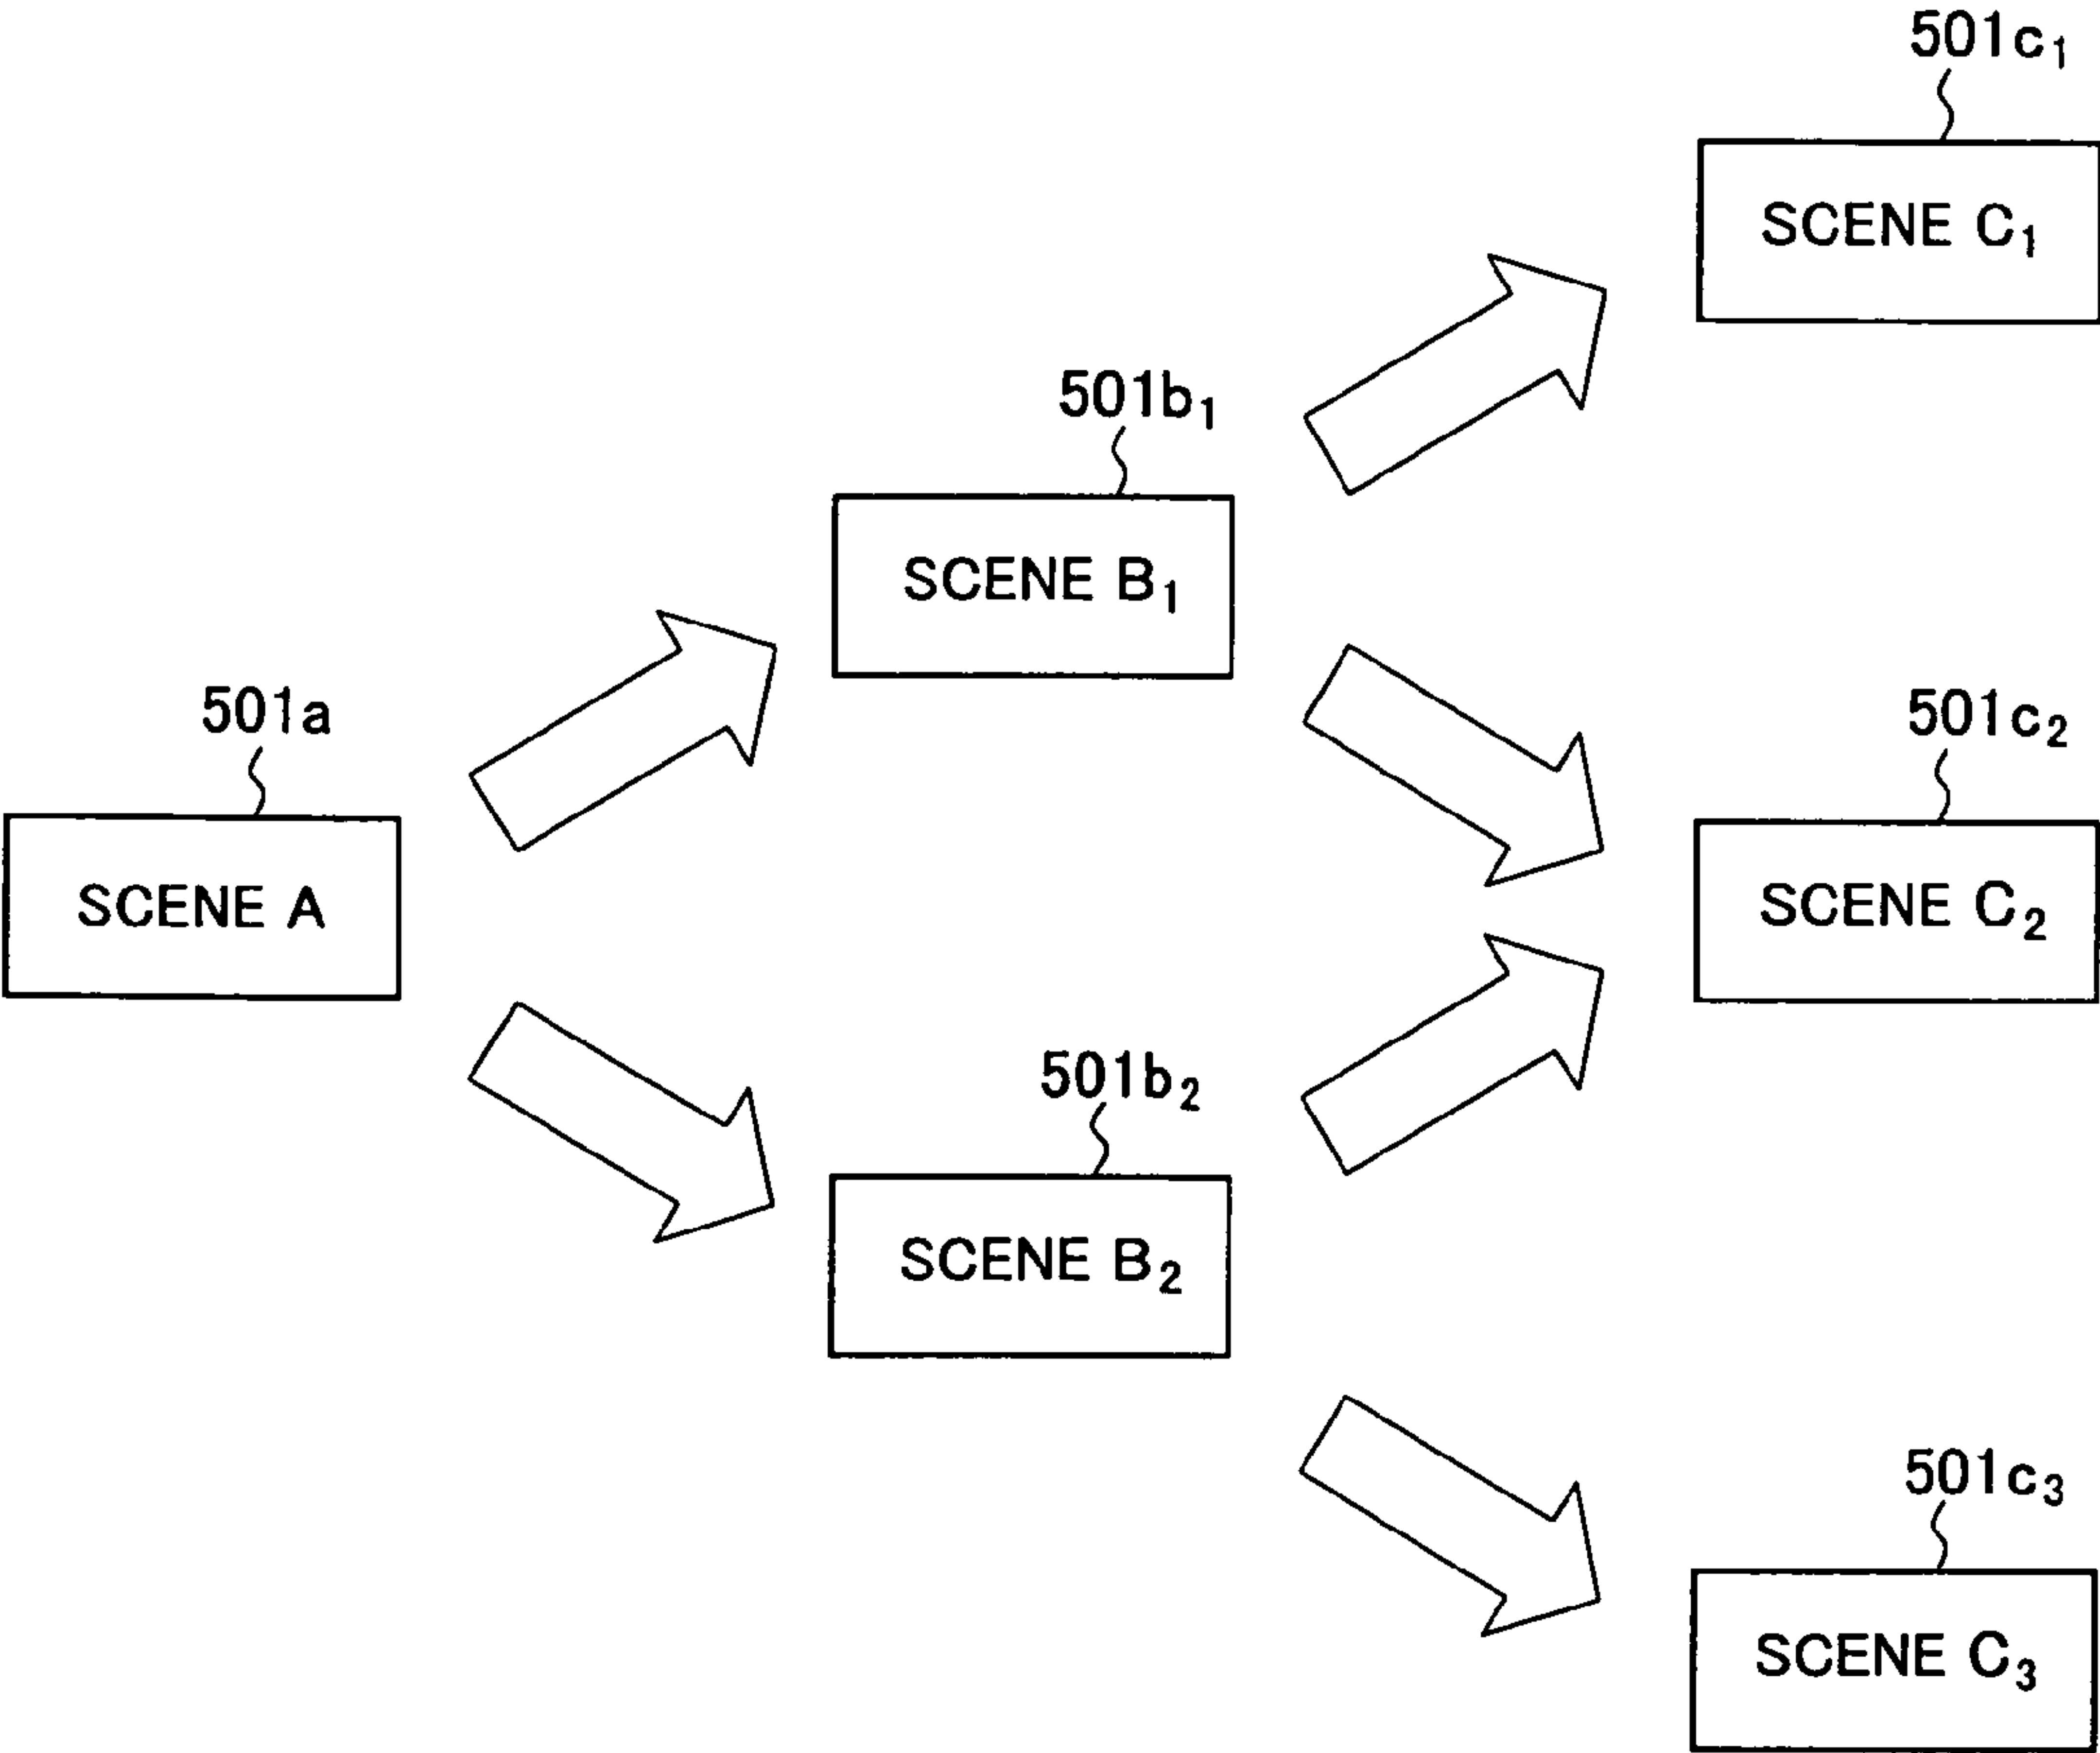 501c₁
SCENE C₁
501b₁
SCENE B₁
501a
SCENE A
501c₂
SCENE C₂
501b₂
SCENE B₂
501c₃
SCENE C₃